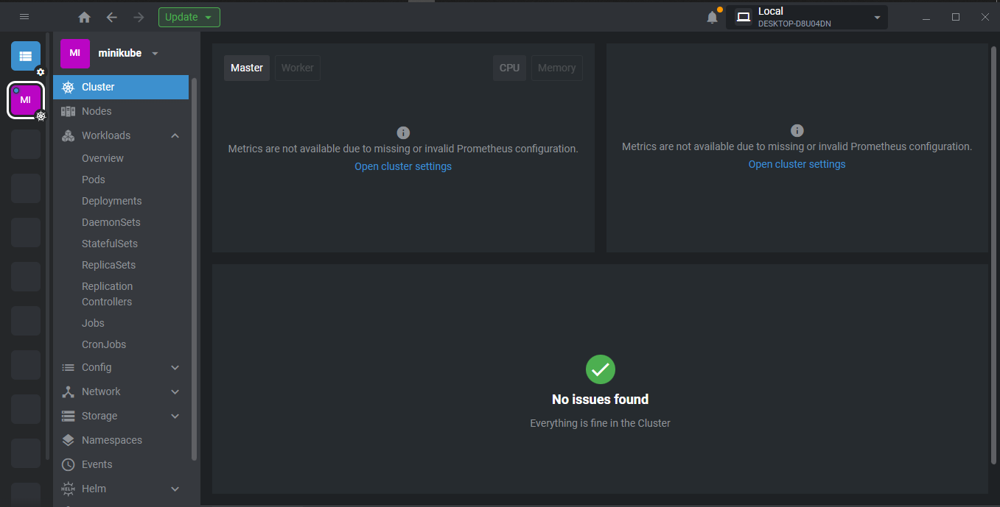 Update
Local
DESKTOP-D8U04DN
MI
minikube
MI
Cluster
Nodes
Workloads
Overview
Pods
Deployments
DaemonSets
StatefulSets
ReplicaSets
Replication
Controllers
Jobs
CronJobs
Config
Network
Storage
Namespaces
Events
HELM
Helm
Master
Worker
CPU
Memory
Metrics are not available due to missing or invalid Prometheus configuration.
Open cluster settings
Metrics are not available due to missing or invalid Prometheus configuration.
Open cluster settings
No issues found
Everything is fine in the Cluster